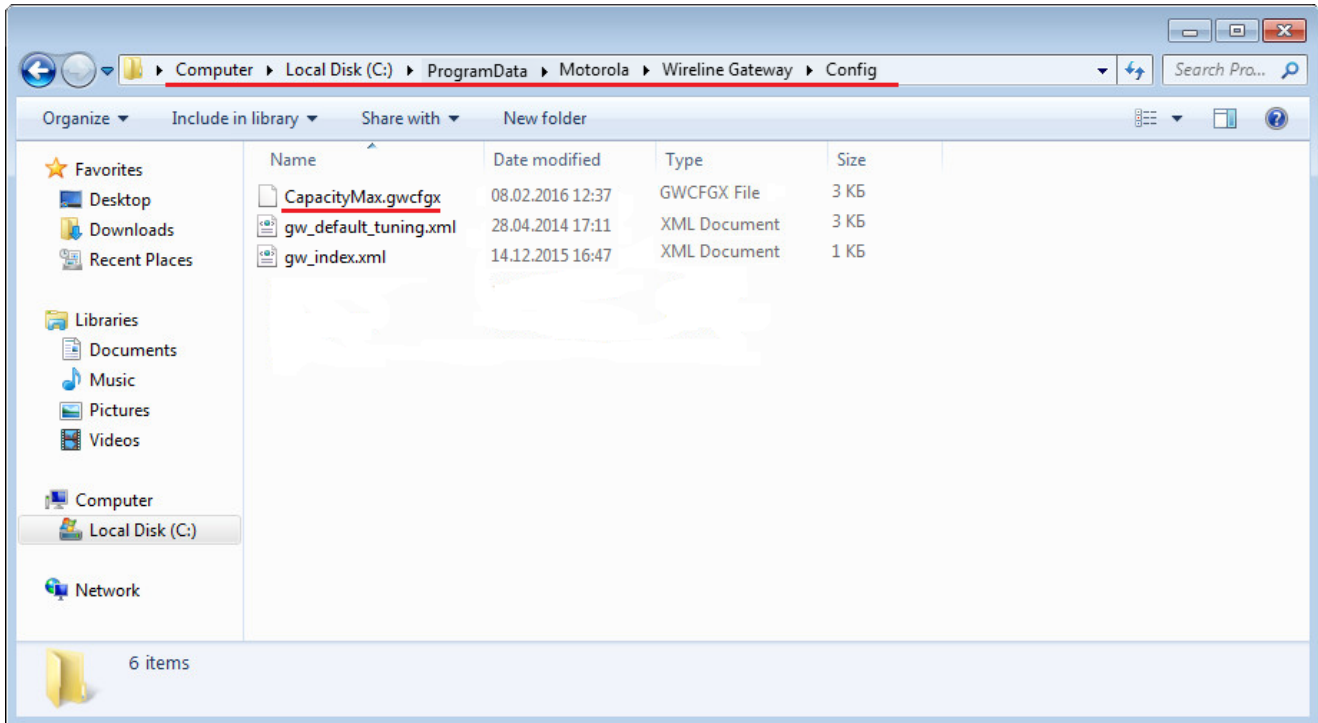 Computer Local Disk (C:) ProgramData Motorola Wireline Gateway Config Search Pro...
Organize Include in library Share with New folder
Favorites
Desktop
Downloads
Recent Places
Libraries
Documents
Music
Pictures
Videos
Computer
Local Disk (C:)
Network
Name Date modified Type Size
CapacityMax.gwcfgx 08.02.2016 12:37 GWCFGX File 3 КБ
gw_default_tuning.xml 28.04.2014 17:11 XML Document 3 КБ
gw_index.xml 14.12.2015 16:47 XML Document 1 КБ
6 items